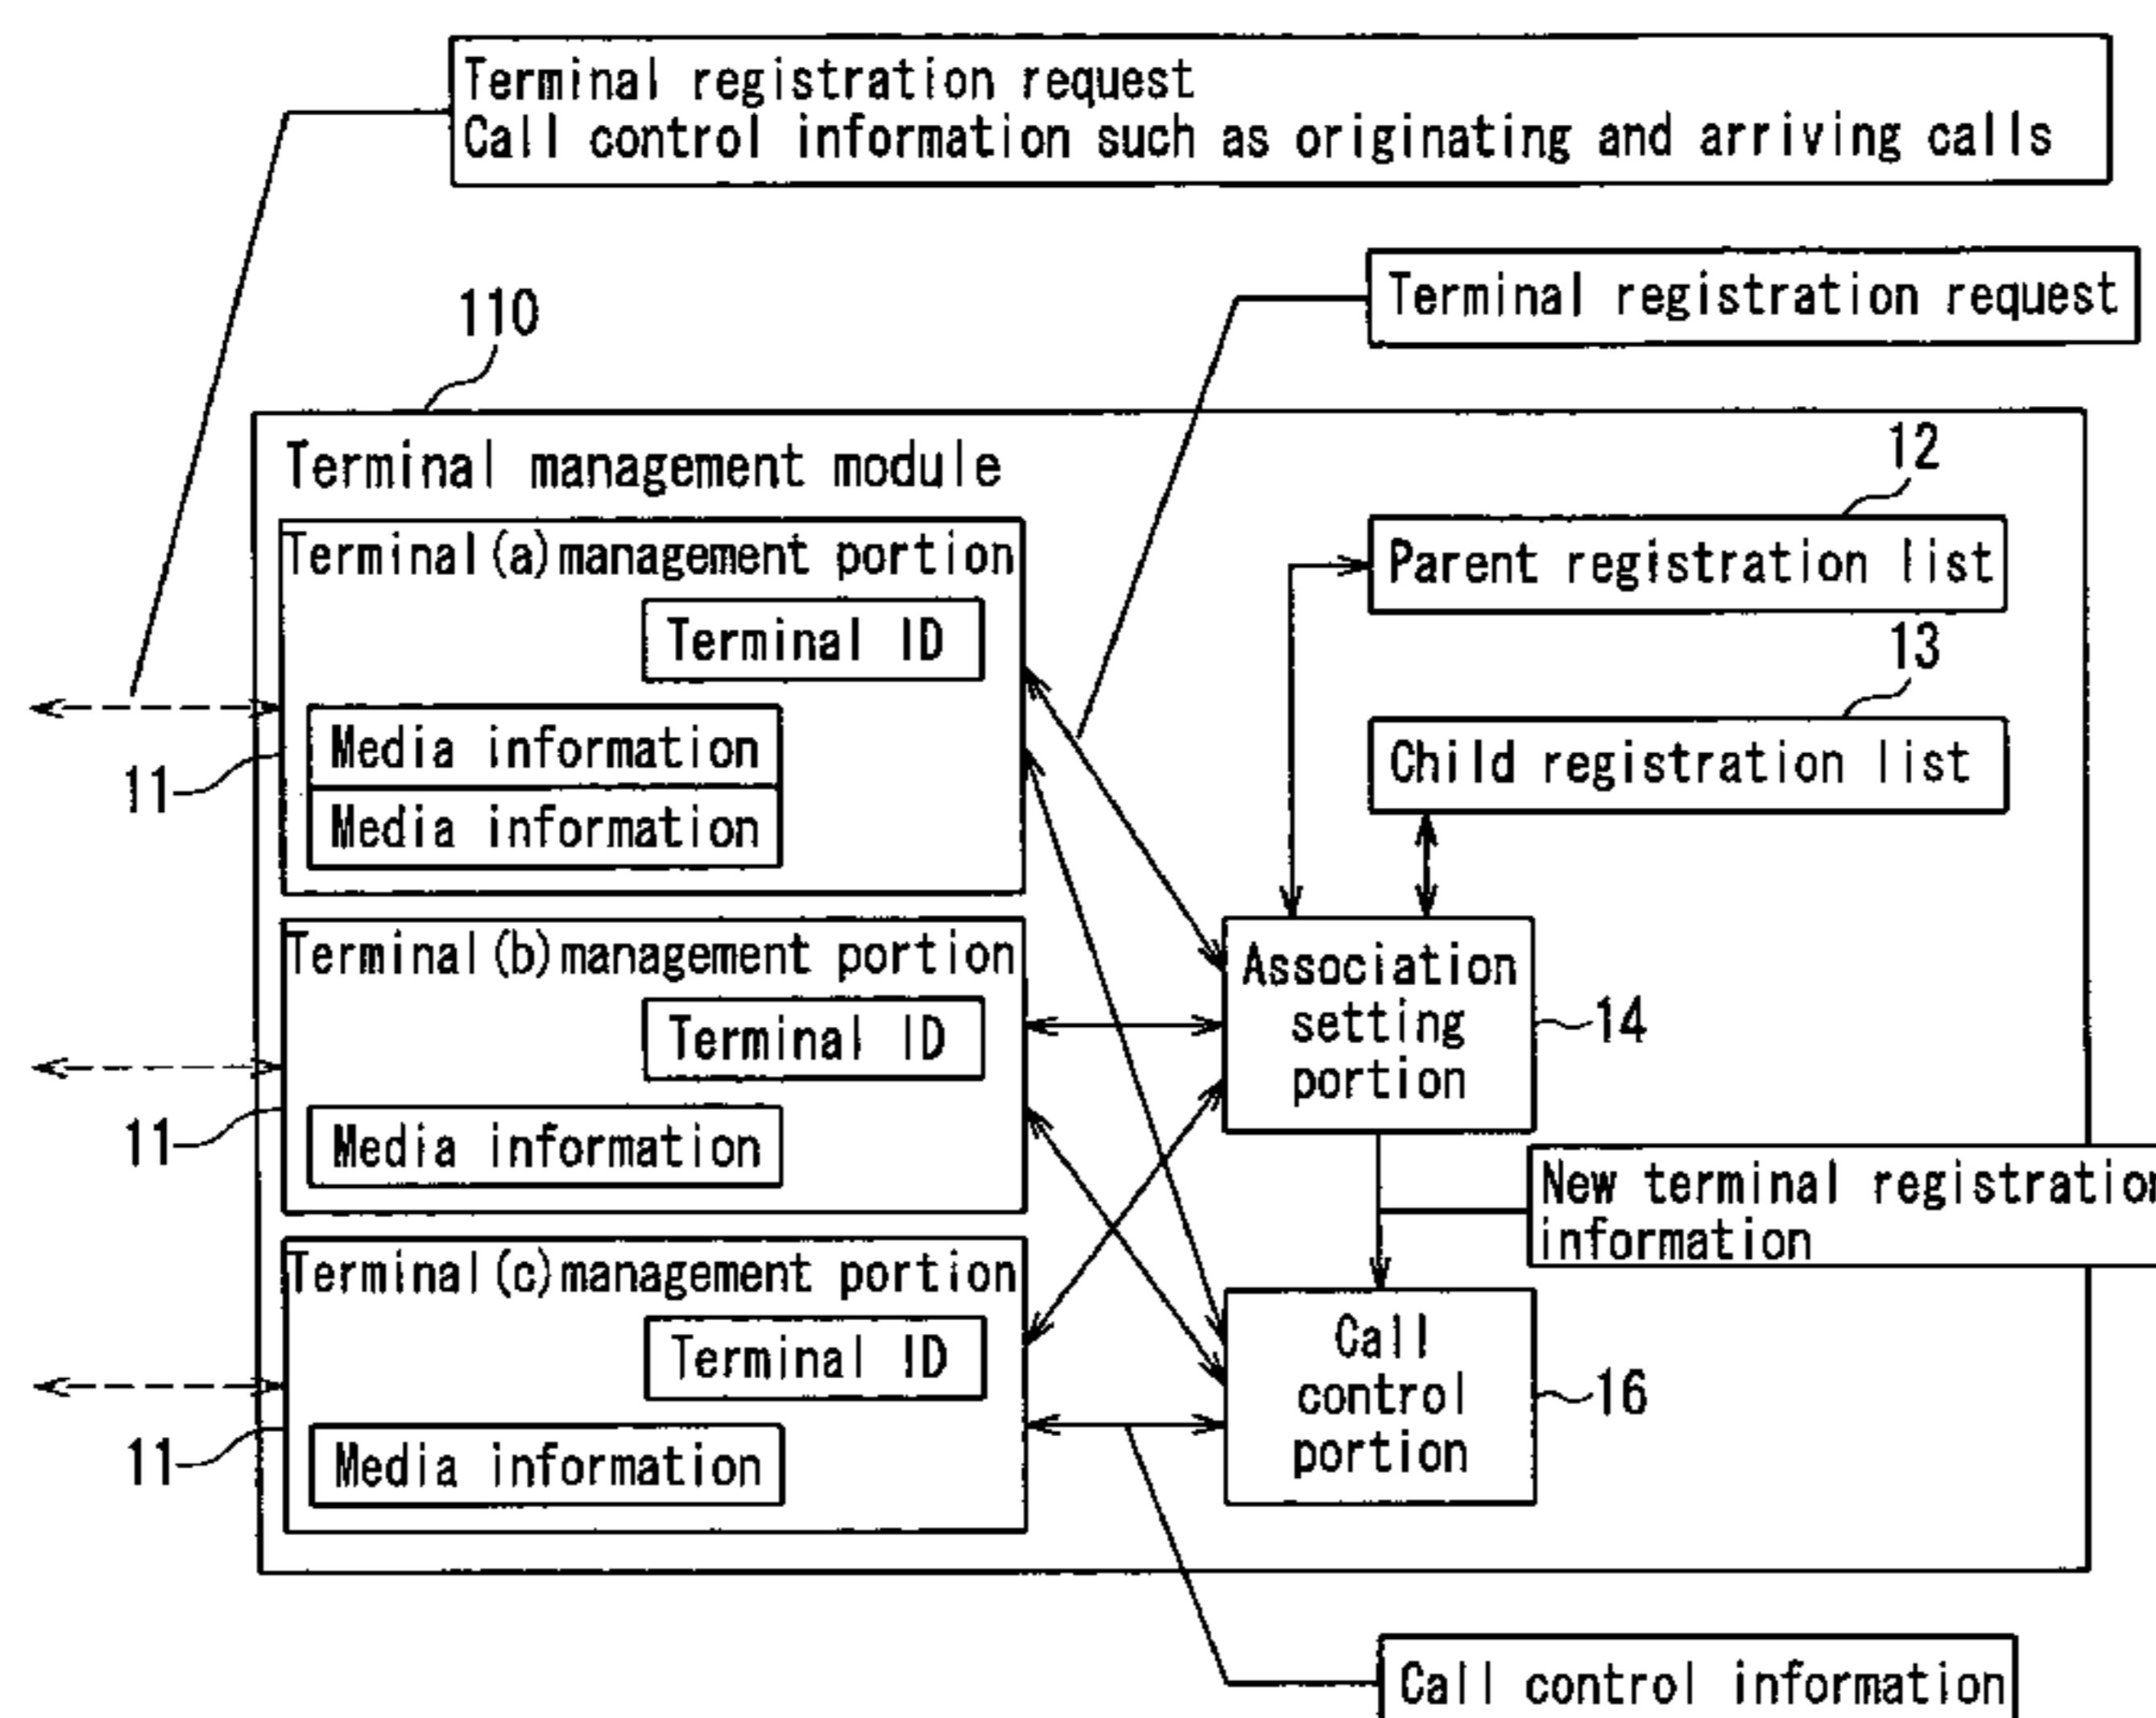 Terminal registration request
Call control information such as originating and arriving calls
Terminal registration request
110
Terminal management module
12
Terminal(a)management portion
Parent registration list
Terminal ID
13
Media information
Child registration list
11
Media information
Terminal(b)management portion
Association
setting
portion
14
Terminal ID
11
Media information
New terminal registration
information
Terminal(c)management portion
Terminal ID
Call
control
portion
16
11
Media information
Call control information